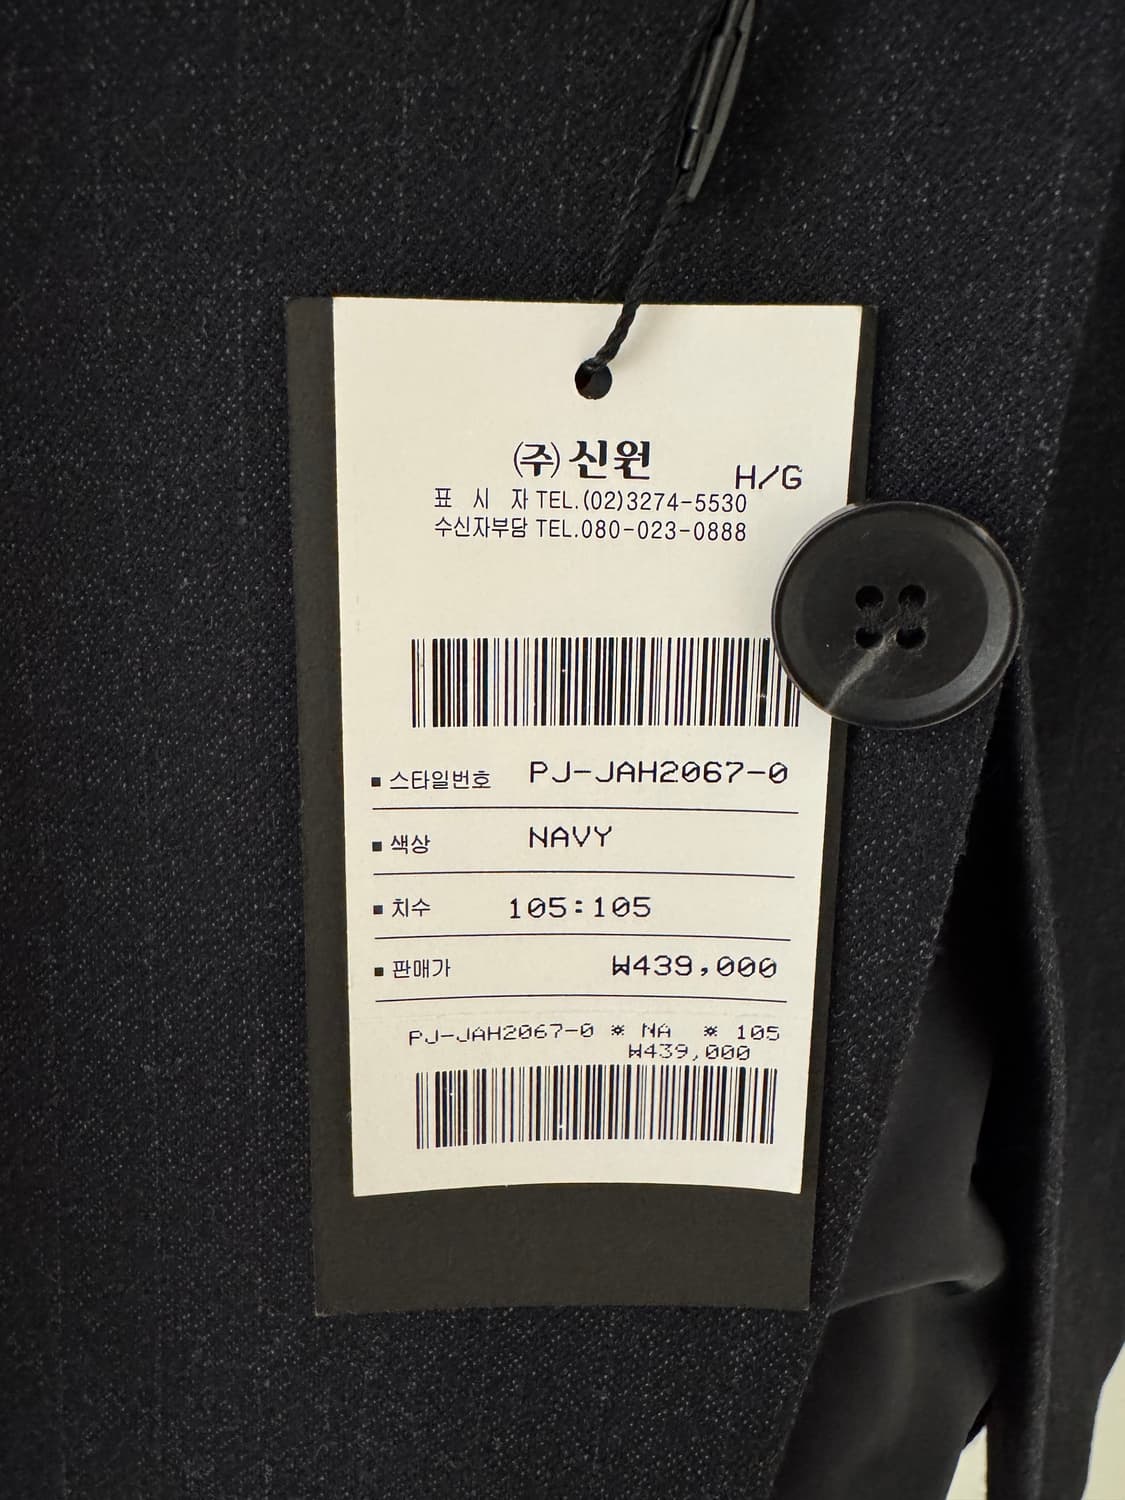 ㈜신원
H/G
표 시 자 TEL.(02)3274-5530
수신자부담 TEL.080-023-0888
▪ 스타일번호 PJ-JAH2067-0
▪ 색상 NAVY
▪ 치수 105:105
▪ 판매가 ₩439,000
PJ-JAH2067-0 * NA * 105
₩439,000